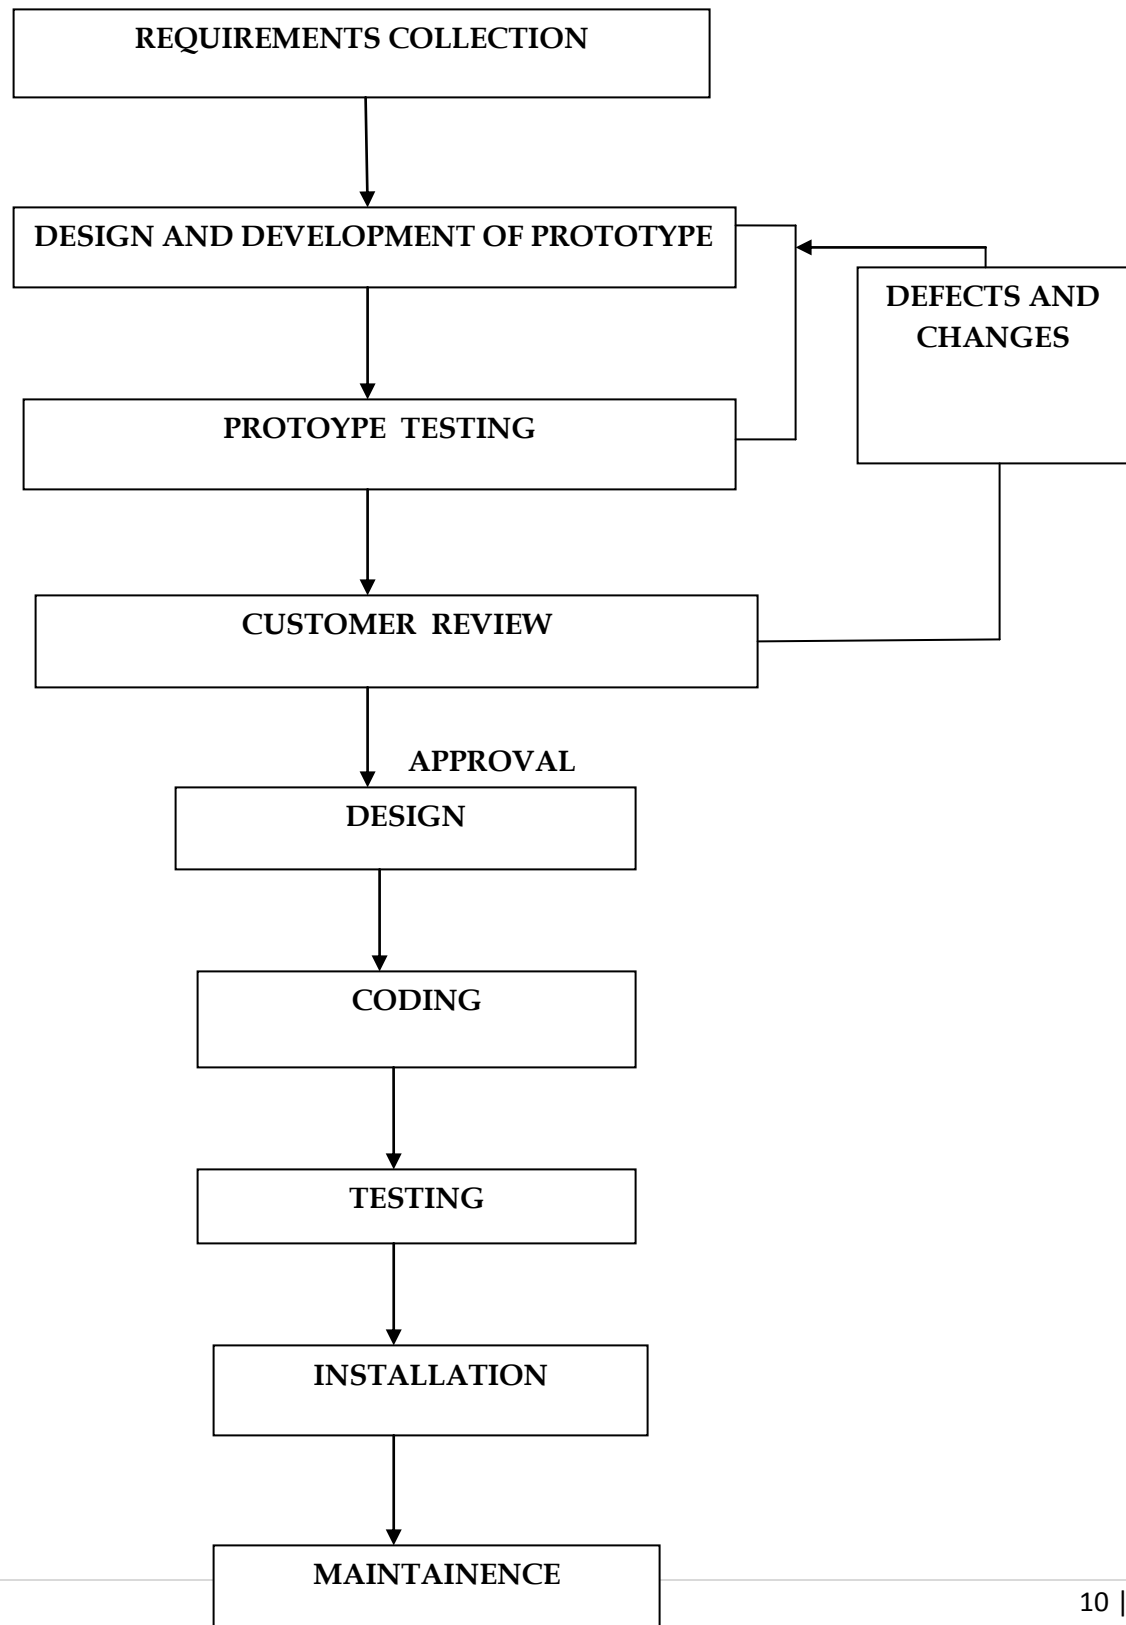 REQUIREMENTS COLLECTION
DESIGN AND DEVELOPMENT OF PROTOTYPE
DEFECTS AND
CHANGES
PROTOYPE TESTING
CUSTOMER REVIEW
APPROVAL
DESIGN
CODING
TESTING
INSTALLATION
MAINTAINENCE
10 |